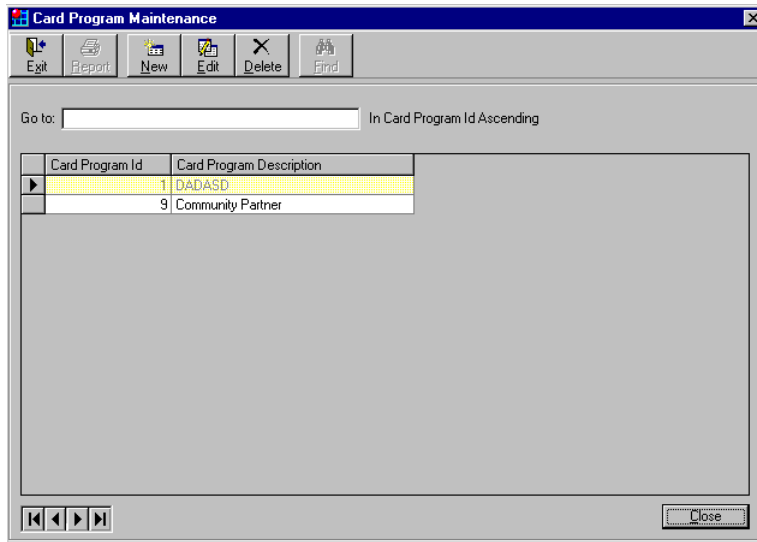 Card Program Maintenance
Exit Report New Edit Delete Find
Go to: In Card Program Id Ascending
Card Program Id Card Program Description
1 DADASD
9 Community Partner
Close